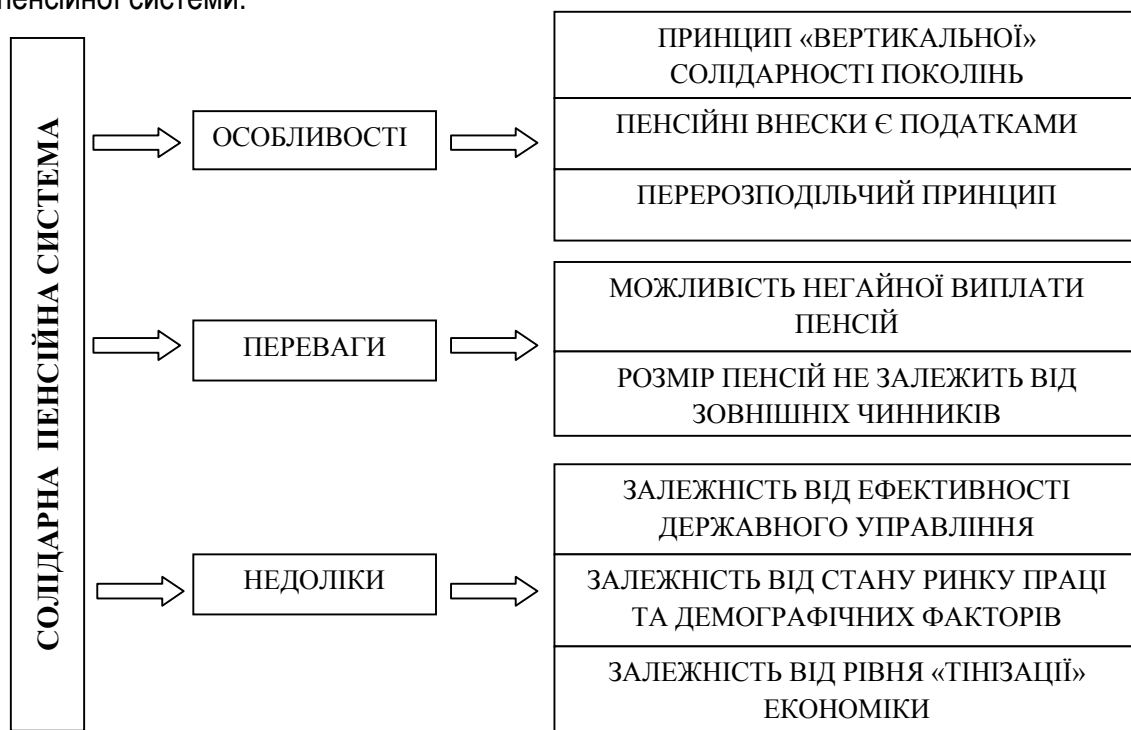 пенсійної системи.
СОЛІДАРНА ПЕНСІЙНА СИСТЕМА
ОСОБЛИВОСТІ
ПРИНЦИП «ВЕРТИКАЛЬНОЇ»
СОЛІДАРНОСТІ ПОКОЛІНЬ
ПЕНСІЙНІ ВНЕСКИ Є ПОДАТКАМИ
ПЕРЕРОЗПОДІЛЬЧИЙ ПРИНЦИП
ПЕРЕВАГИ
МОЖЛИВІСТЬ НЕГАЙНОЇ ВИПЛАТИ
ПЕНСІЙ
РОЗМІР ПЕНСІЙ НЕ ЗАЛЕЖИТЬ ВІД
ЗОВНІШНІХ ЧИННИКІВ
НЕДОЛІКИ
ЗАЛЕЖНІСТЬ ВІД ЕФЕКТИВНОСТІ
ДЕРЖАВНОГО УПРАВЛІННЯ
ЗАЛЕЖНІСТЬ ВІД СТАНУ РИНКУ ПРАЦІ
ТА ДЕМОГРАФІЧНИХ ФАКТОРІВ
ЗАЛЕЖНІСТЬ ВІД РІВНЯ «ТІНІЗАЦІЇ»
ЕКОНОМІКИ